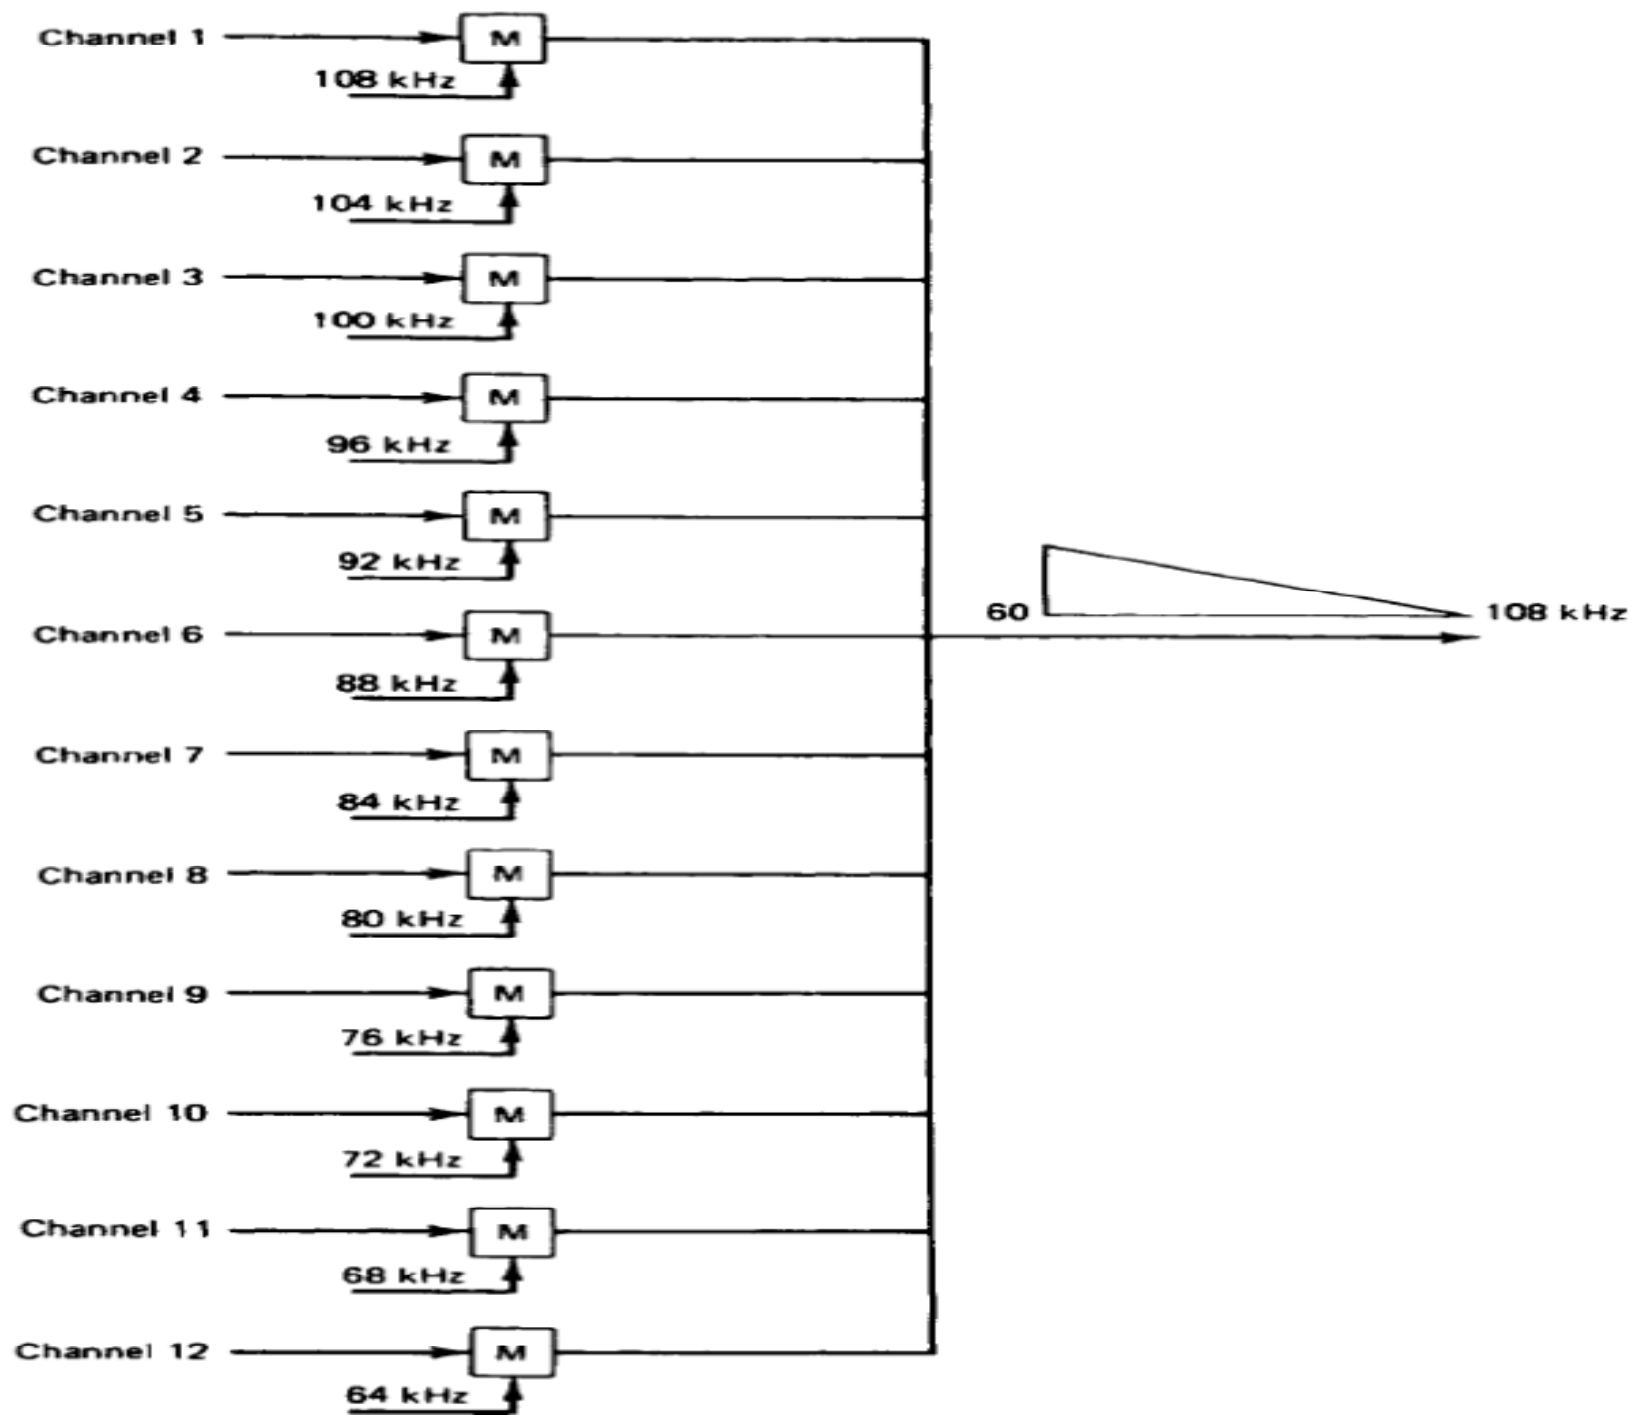 Channel 1
M
108 kHz
Channel 2
M
104 kHz
Channel 3
M
100 kHz
Channel 4
M
96 kHz
Channel 5
M
92 kHz
60
108 kHz
Channel 6
M
88 kHz
Channel 7
M
84 kHz
Channel 8
M
80 kHz
Channel 9
M
76 kHz
Channel 10
M
72 kHz
Channel 11
M
68 kHz
Channel 12
M
64 kHz